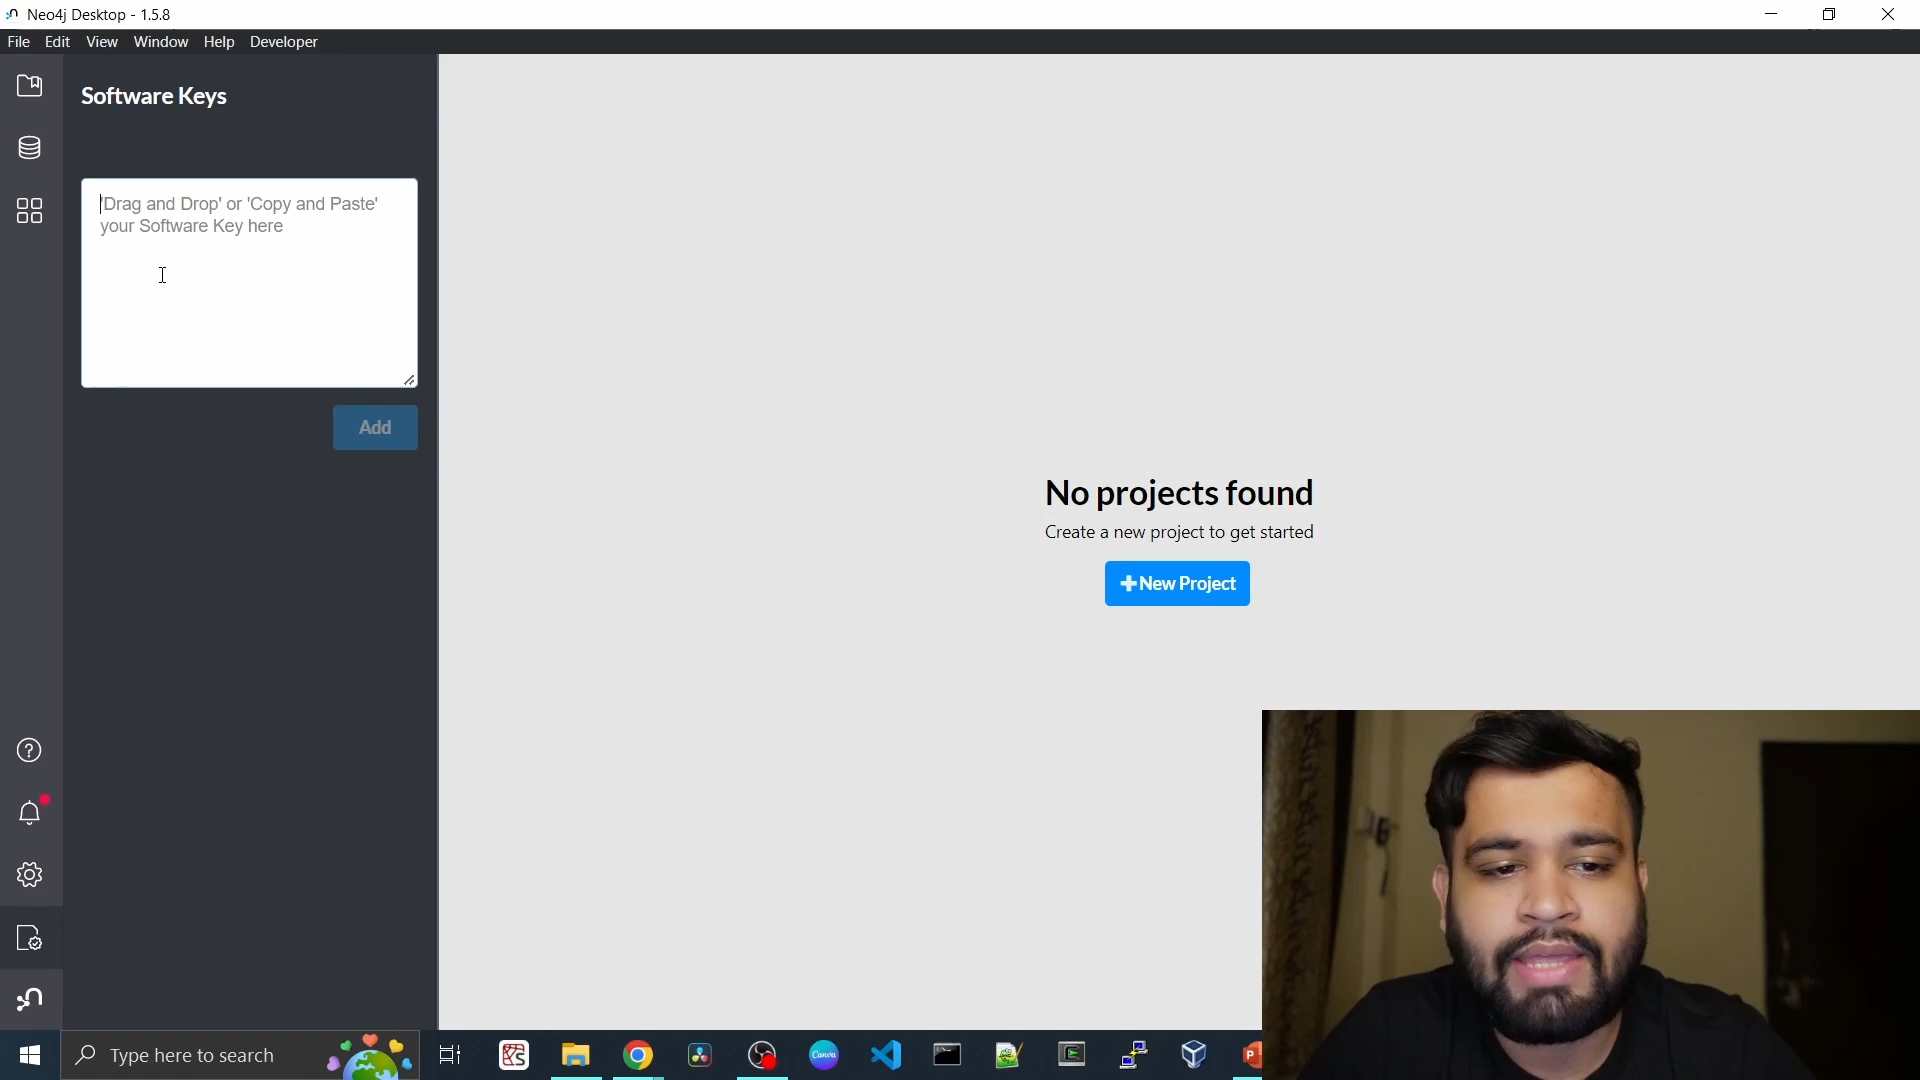 Neo4j Desktop - 1.5.8
File Edit View Window Help Developer
Software Keys
'Drag and Drop' or 'Copy and Paste'
your Software Key here
Add
No projects found
Create a new project to get started
+New Project
Type here to search
Canva